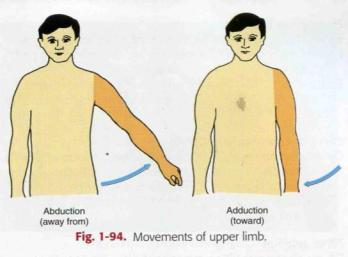 Abduction
(away from)
Adduction
(toward)
Fig. 1-94. Movements of upper limb.